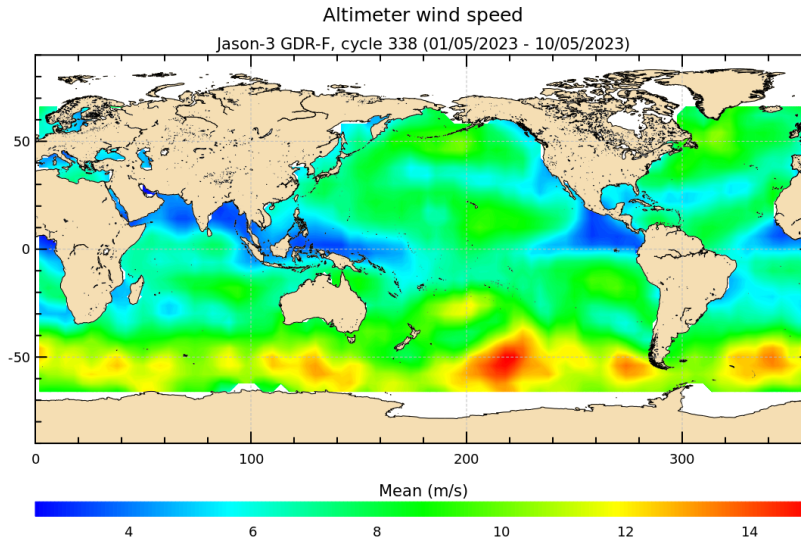 Altimeter wind speed
Jason-3 GDR-F, cycle 338 (01/05/2023 - 10/05/2023)
50
0
-50
0 100 200 300
Mean (m/s)
4 6 8 10 12 14